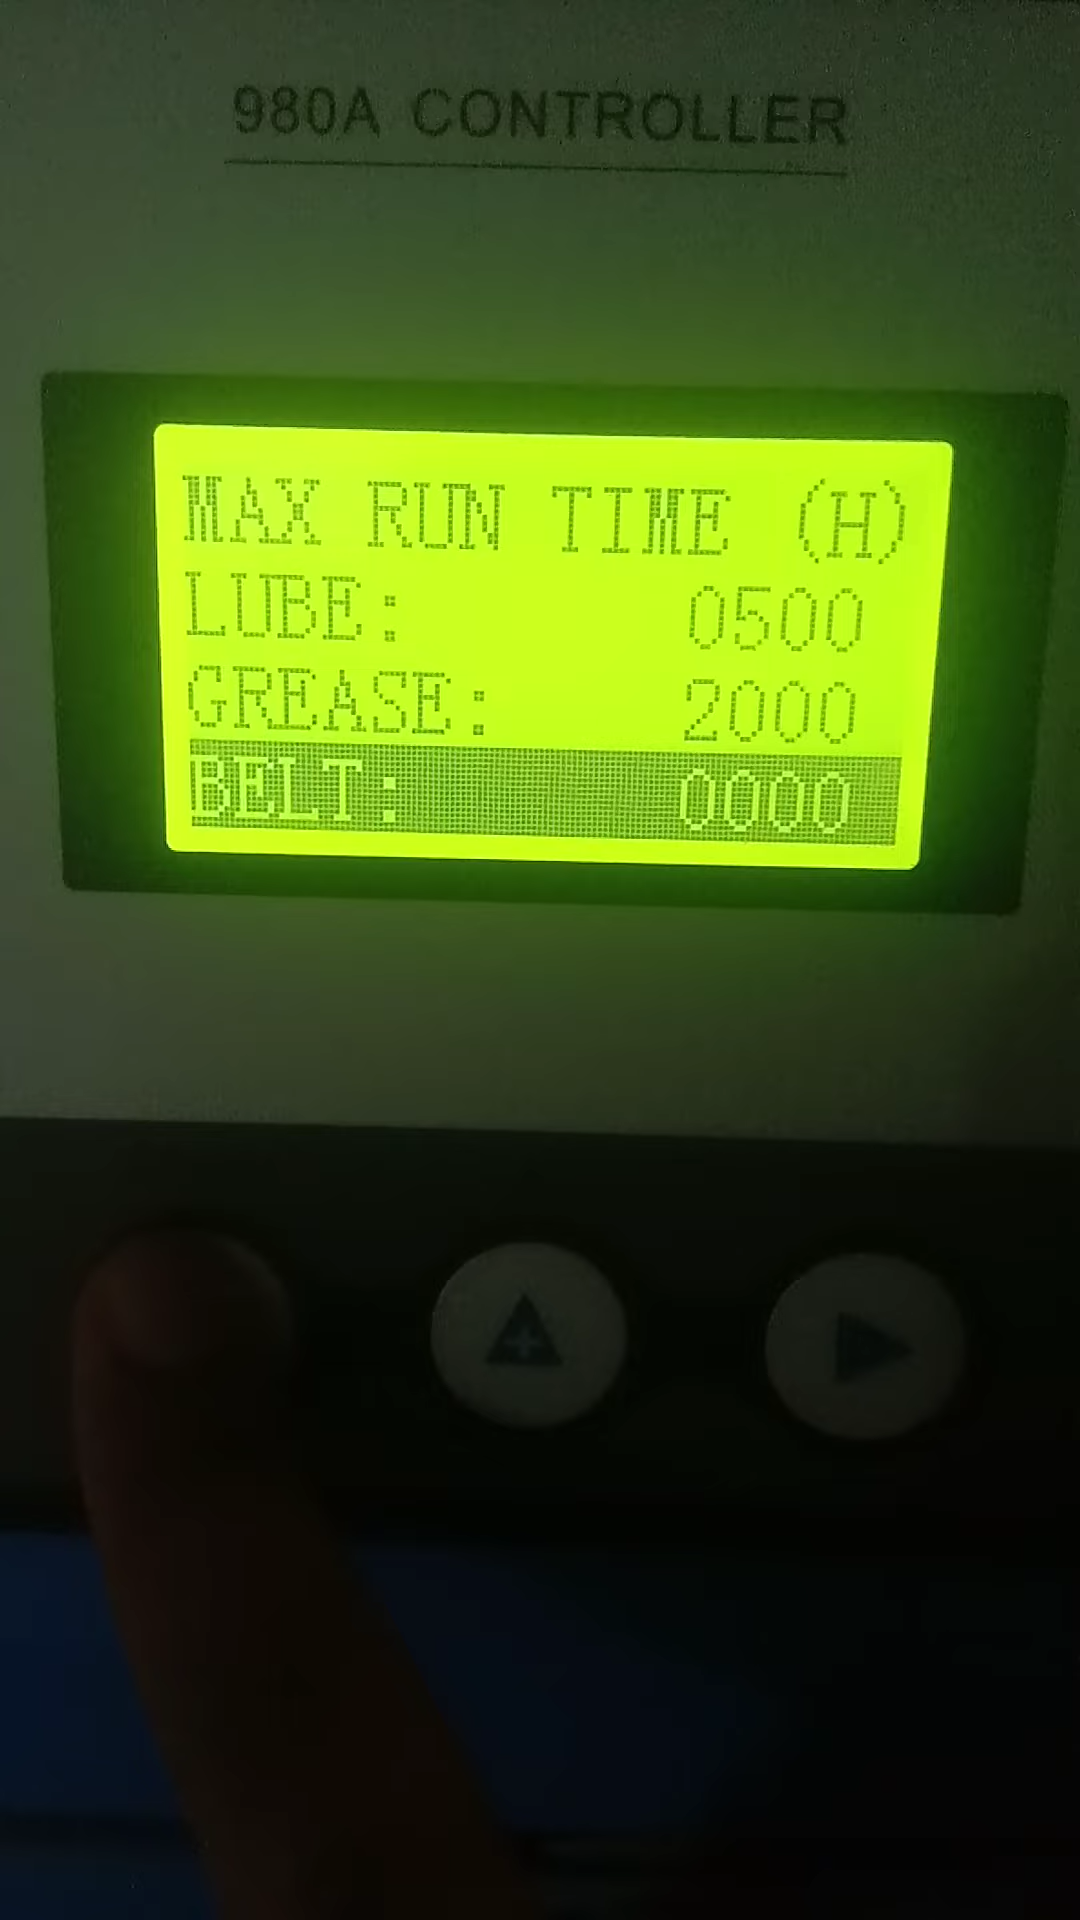 980A CONTROLLER
MAX RUN TIME (H)
LUBE: 0500
GREASE: 2000
BELT: 0000
+